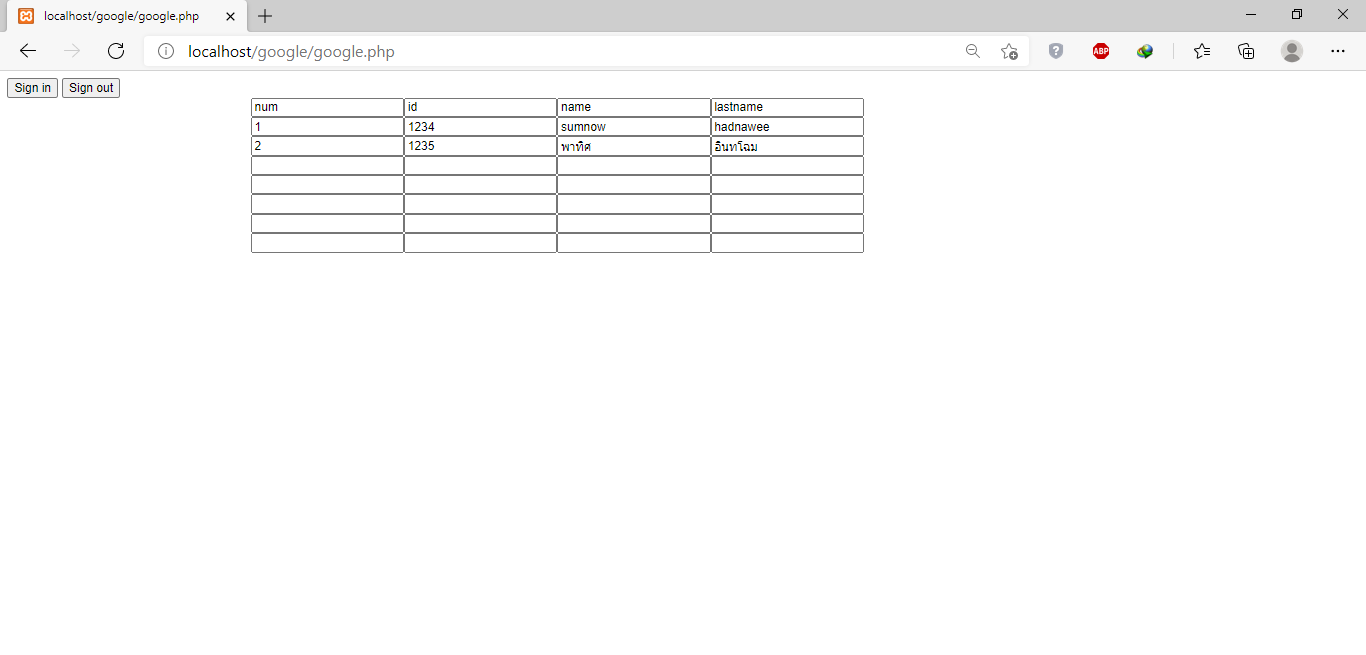 localhost/google/google.php
localhost/google/google.php
ABP
Sign in Sign out
num id name lastname
1 1234 sumnow hadnawee
2 1235 พาทิศ อินทโฉม